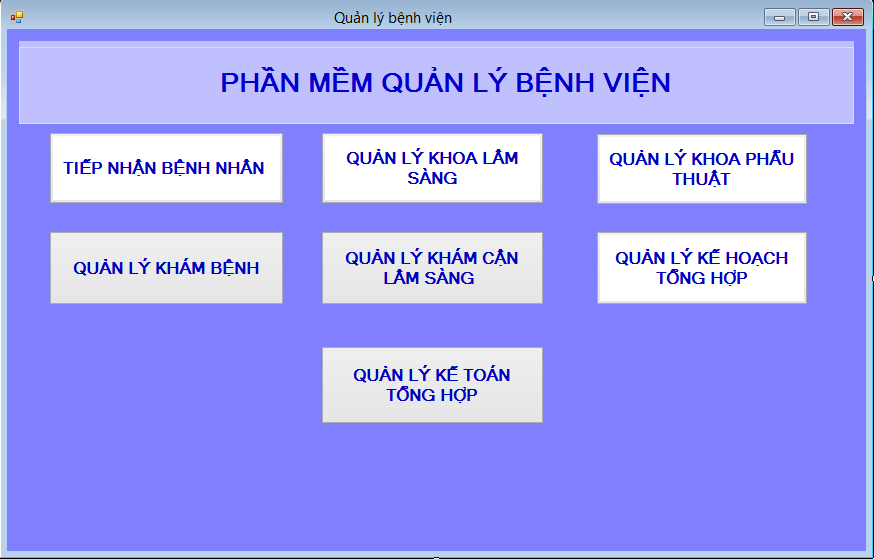 Quản lý bệnh viện
PHẦN MỀM QUẢN LÝ BỆNH VIỆN
TIẾP NHẬN BỆNH NHÂN
QUẢN LÝ KHOA LÂM
SÀNG
QUẢN LÝ KHOA PHẪU
THUẬT
QUẢN LÝ KHÁM BỆNH
QUẢN LÝ KHÁM CẬN
LÂM SÀNG
QUẢN LÝ KẾ HOẠCH
TỔNG HỢP
QUẢN LÝ KẾ TOÁN
TỔNG HỢP